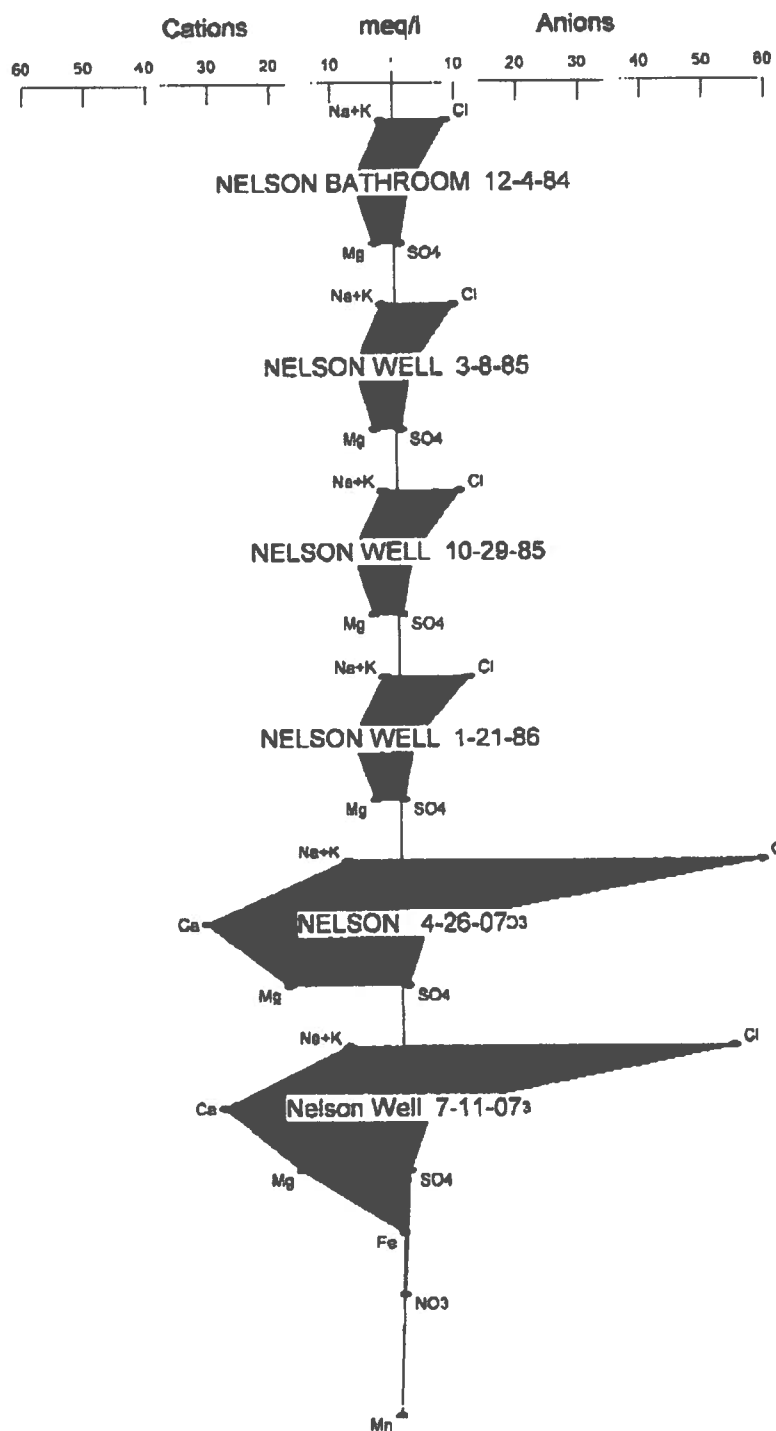 Cations meq/l Anions
60 50 40 30 20 10 10 20 30 40 50 60
Na+K Cl
NELSON BATHROOM 12-4-84
Mg SO4
Na+K Cl
NELSON WELL 3-8-85
Mg SO4
Na+K Cl
NELSON WELL 10-29-85
Mg SO4
Na+K Cl
NELSON WELL 1-21-86
Mg SO4
Na+K C
Ca NELSON 4-26-07 03
Mg SO4
Na+K Cl
Ca Nelson Well 7-11-07 3
Mg SO4
Fe
NO3
Mn